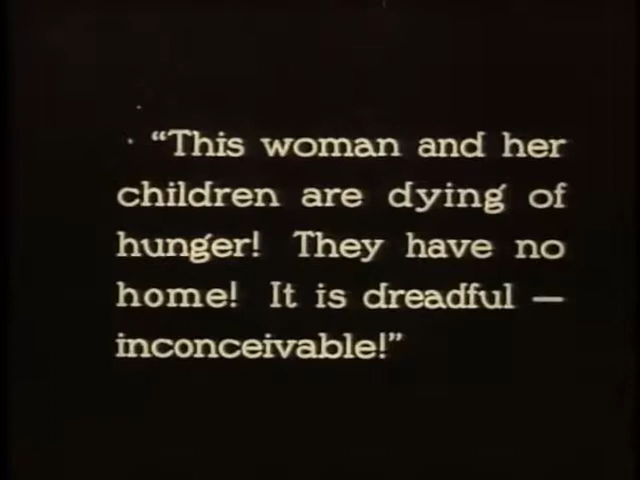 “This woman and her
children are dying of
hunger! They have no
home! It is dreadful —
inconceivable!”